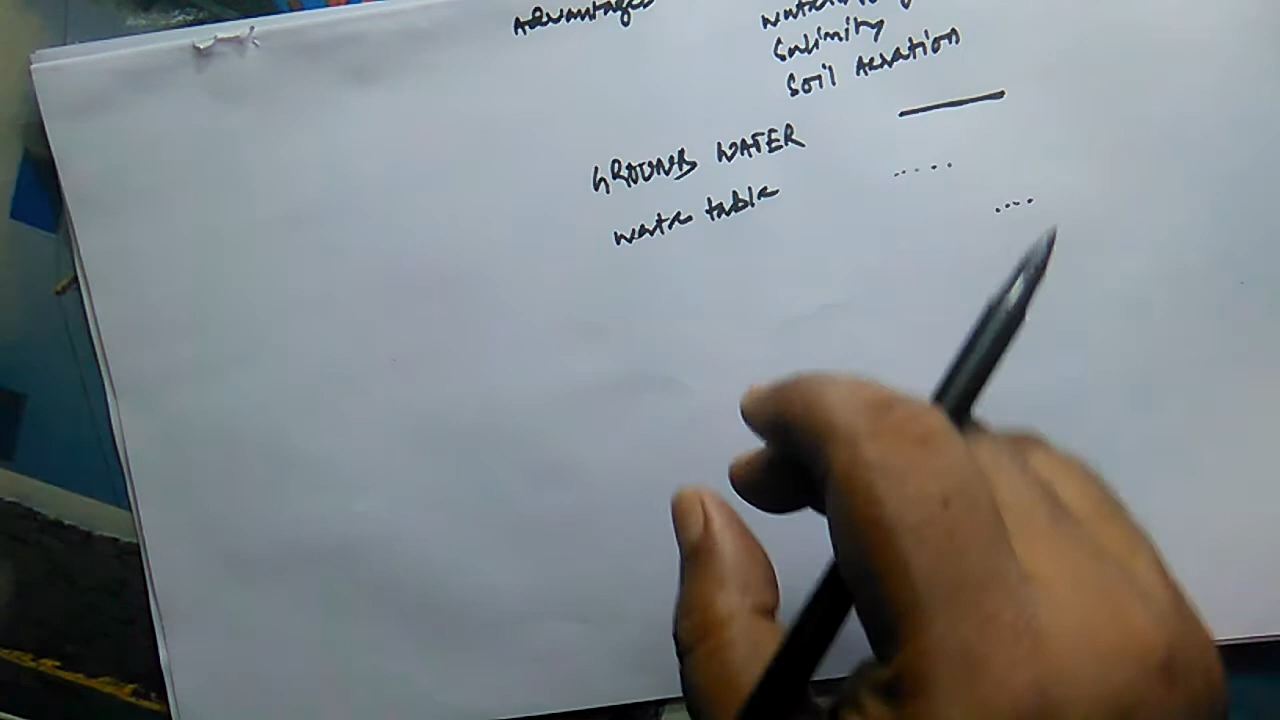 Advantages
Salinity
Soil Aeration
GROUND WATER
water table